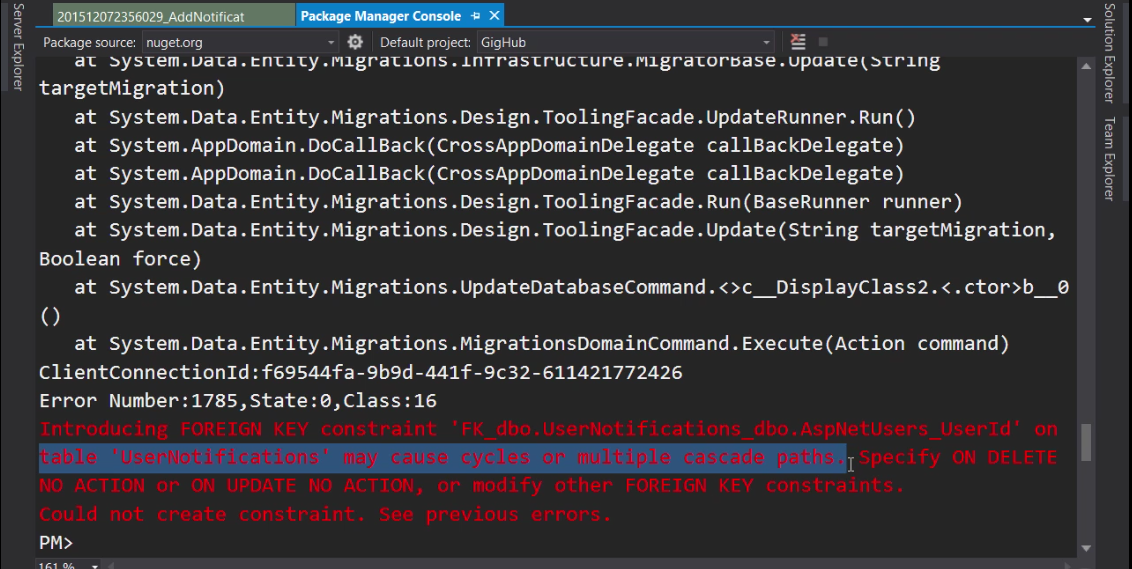 Server Explorer
201512072356029_AddNotificat
Package Manager Console
Package source: nuget.org
Default project: GigHub
Solution Explorer
Team Explorer
at System.Data.Entity.Migrations.Infrastructure.MigratorBase.Update(String
targetMigration)
at System.Data.Entity.Migrations.Design.ToolingFacade.UpdateRunner.Run()
at System.AppDomain.DoCallBack(CrossAppDomainDelegate callBackDelegate)
at System.AppDomain.DoCallBack(CrossAppDomainDelegate callBackDelegate)
at System.Data.Entity.Migrations.Design.ToolingFacade.Run(BaseRunner runner)
at System.Data.Entity.Migrations.Design.ToolingFacade.Update(String targetMigration,
Boolean force)
at System.Data.Entity.Migrations.UpdateDatabaseCommand.<>c__DisplayClass2.<.ctor>b__0
()
at System.Data.Entity.Migrations.MigrationsDomainCommand.Execute(Action command)
ClientConnectionId:f69544fa-9b9d-441f-9c32-611421772426
Error Number:1785,State:0,Class:16
Introducing FOREIGN KEY constraint 'FK_dbo.UserNotifications_dbo.AspNetUsers_UserId' on
table 'UserNotifications' may cause cycles or multiple cascade paths. Specify ON DELETE
NO ACTION or ON UPDATE NO ACTION, or modify other FOREIGN KEY constraints.
Could not create constraint. See previous errors.
PM>
161 %